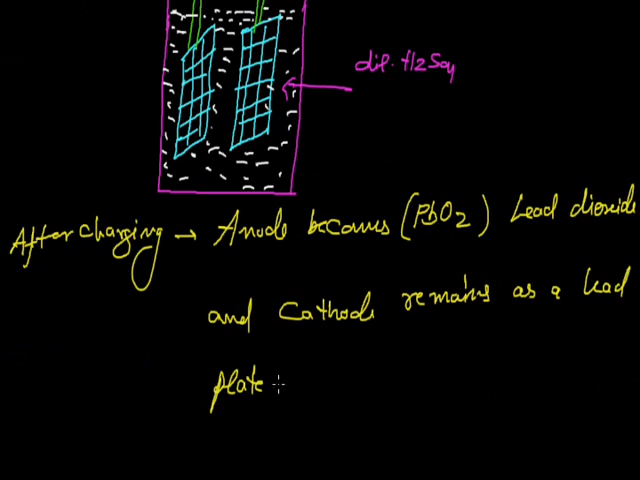 dil. H2SO4
After Charging → Anode becomes (PbO2) Lead dioxide
and Cathode remains as a lead
plate